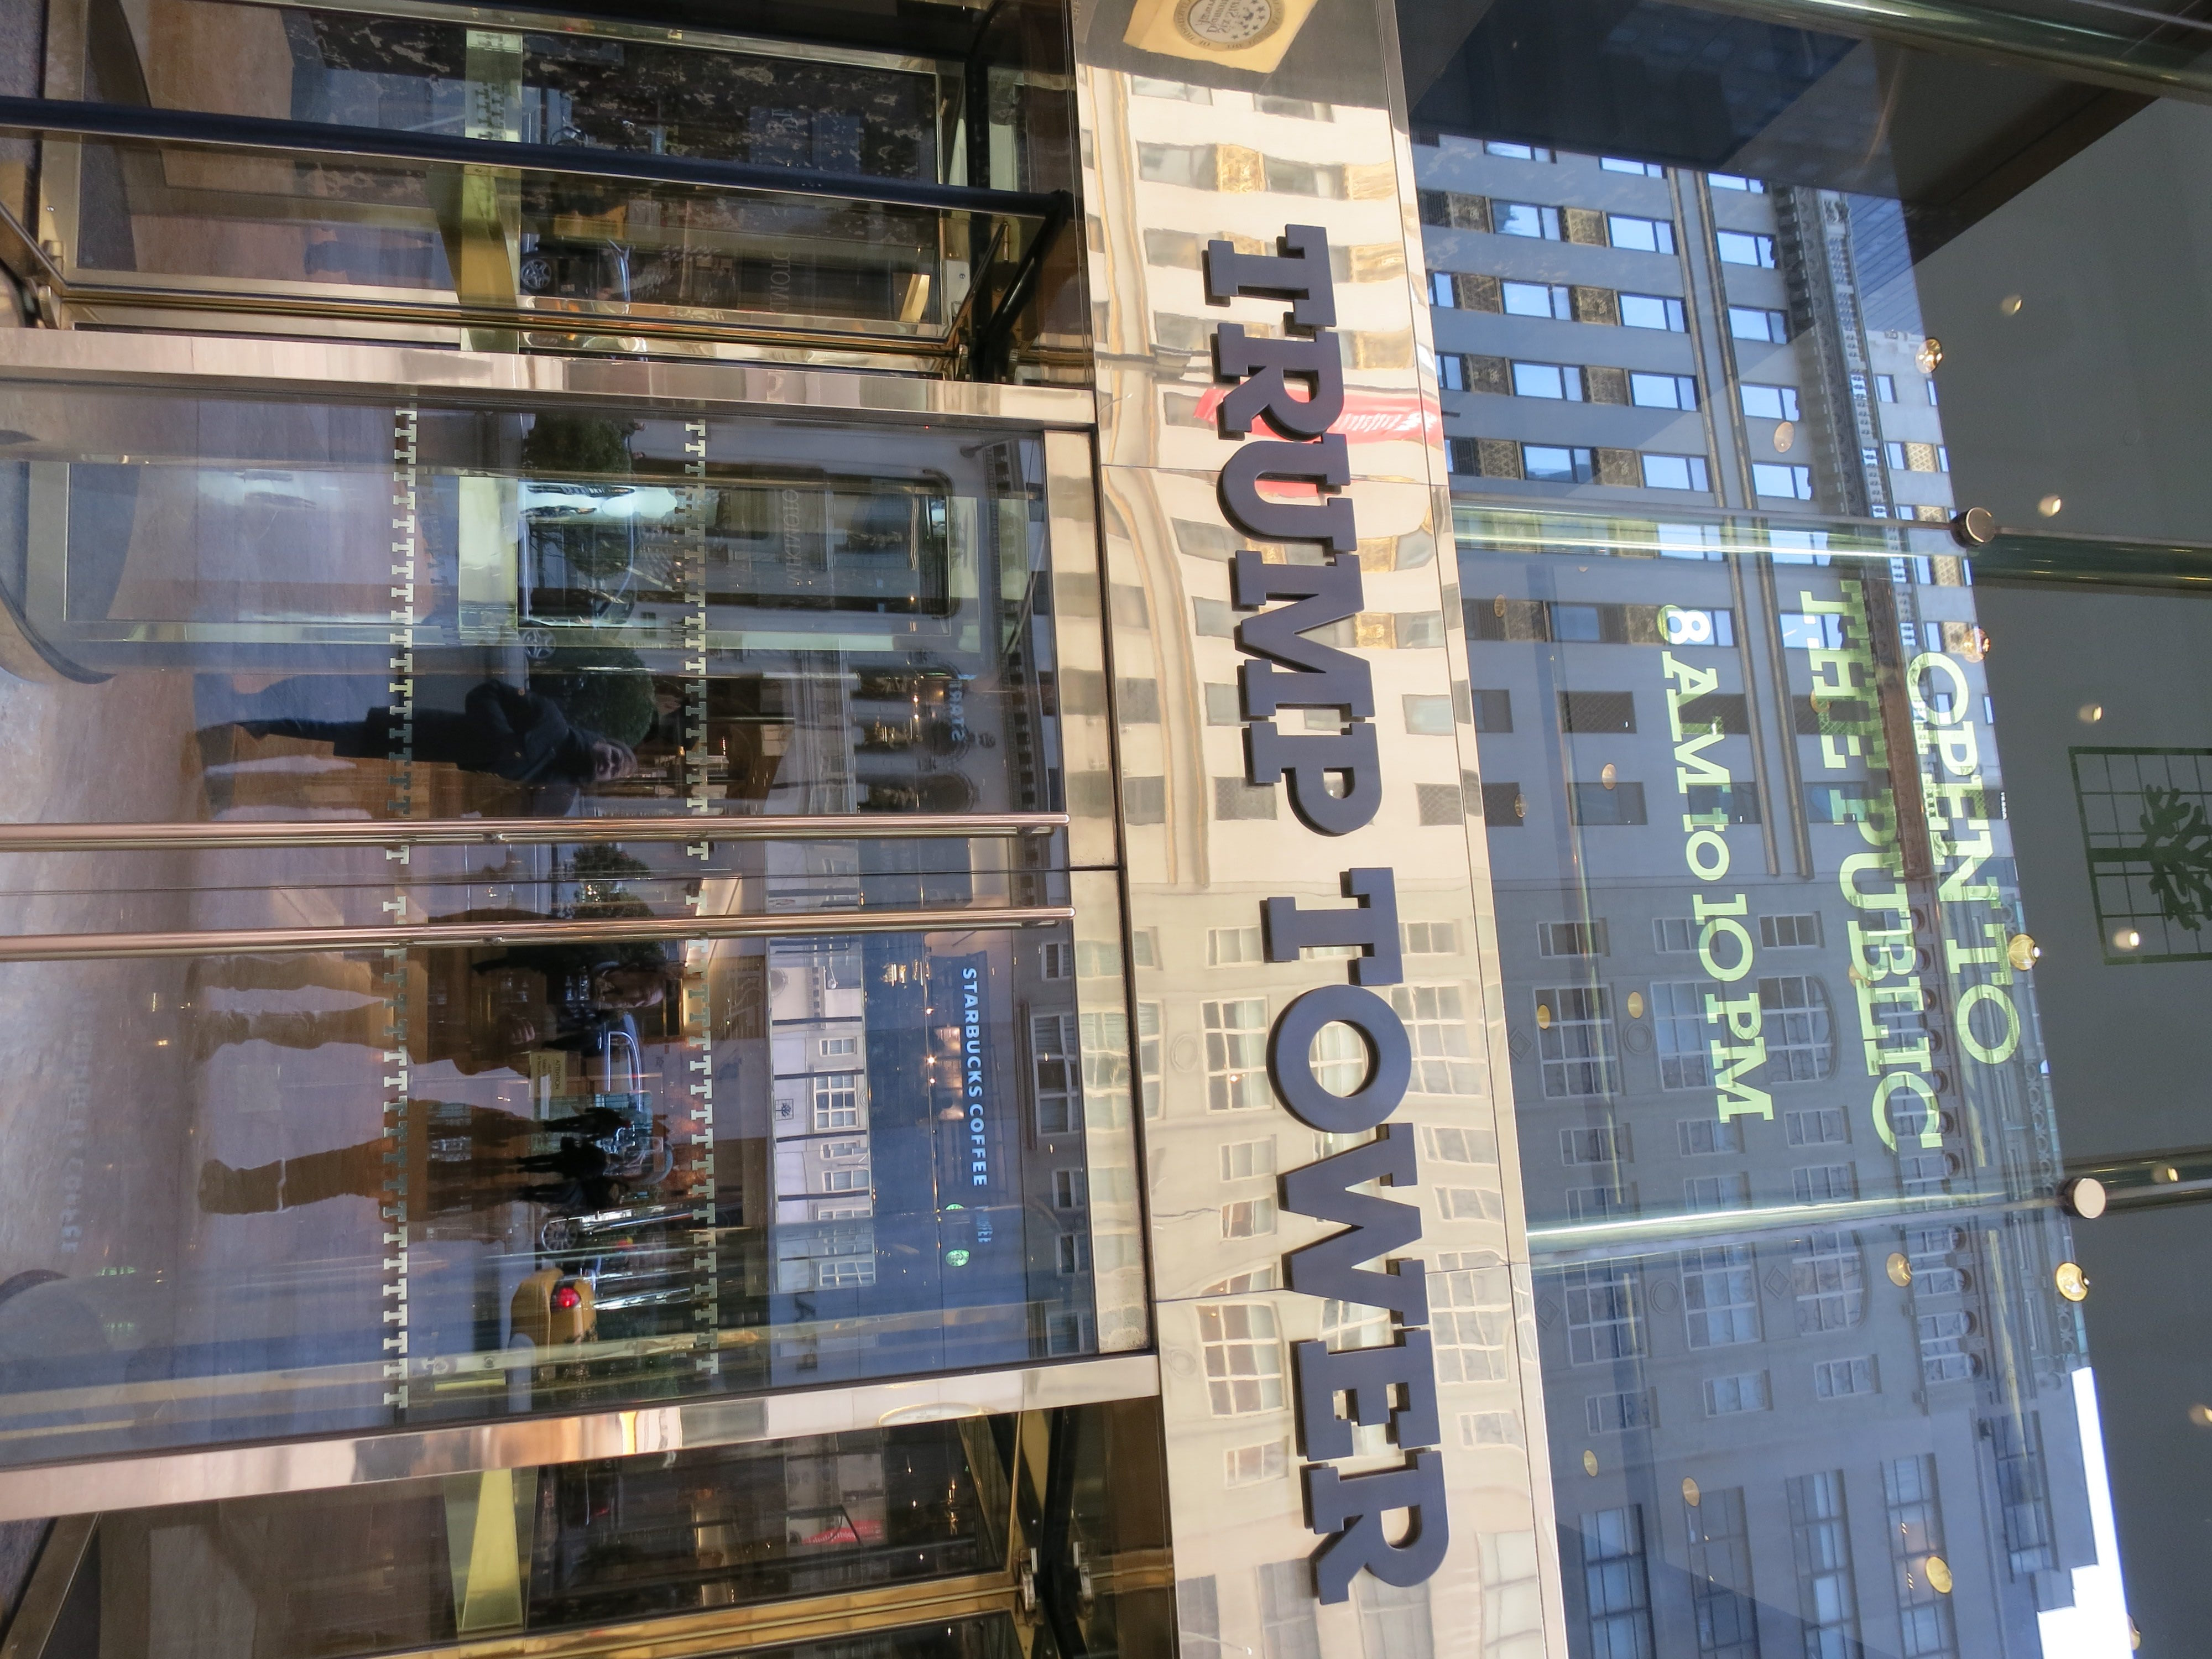 OPEN TO
THE PUBLIC
8 AM to 10 PM
TRUMP TOWER
STARBUCKS COFFEE